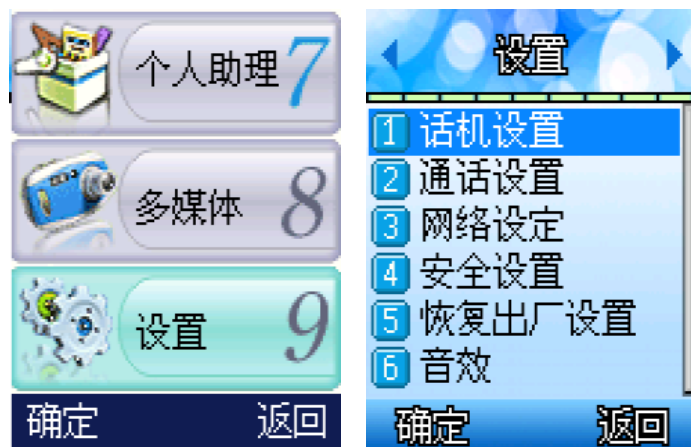 个人助理 7
多媒体 8
设置 9
确定 返回
设置
1 话机设置
2 通话设置
3 网络设定
4 安全设置
5 恢复出厂设置
6 音效
确定 返回